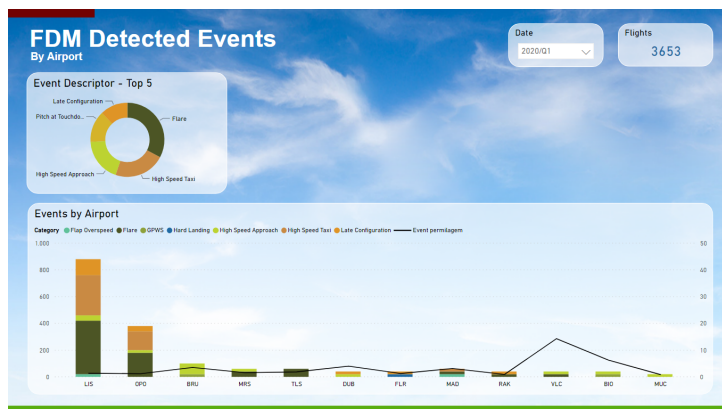 FDM Detected Events
By Airport
Date
2020/Q1
Flights
3653
Event Descriptor - Top 5
Late Configuration
Pitch at Touchdo...
Flare
High Speed Approach
High Speed Taxi
Events by Airport
Category Flap Overspeed Flare GPWS Hard Landing High Speed Approach High Speed Taxi Late Configuration Event permilagem
1.000 50
800 40
600 30
400 20
200 10
0 0
LIS OPO BRU MRS TLS DUB FLR MAD RAK VLC BIO MUC